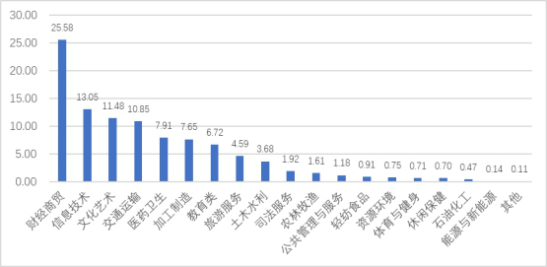 30.00
25.00
20.00
15.00
10.00
5.00
0.00
25.58
13.05
11.48
10.85
7.91
7.65
6.72
4.59
3.68
1.92
1.61
1.18
0.91
0.75
0.71
0.70
0.47
0.14
0.11
财经商贸
信息技术
文化艺术
交通运输
医药卫生
加工制造
教育类
旅游服务
土木水利
司法服务
农林牧渔
公共管理与服务
轻纺食品
资源环境
体育与健身
休闲保健
石油化工
能源与新能源
其他